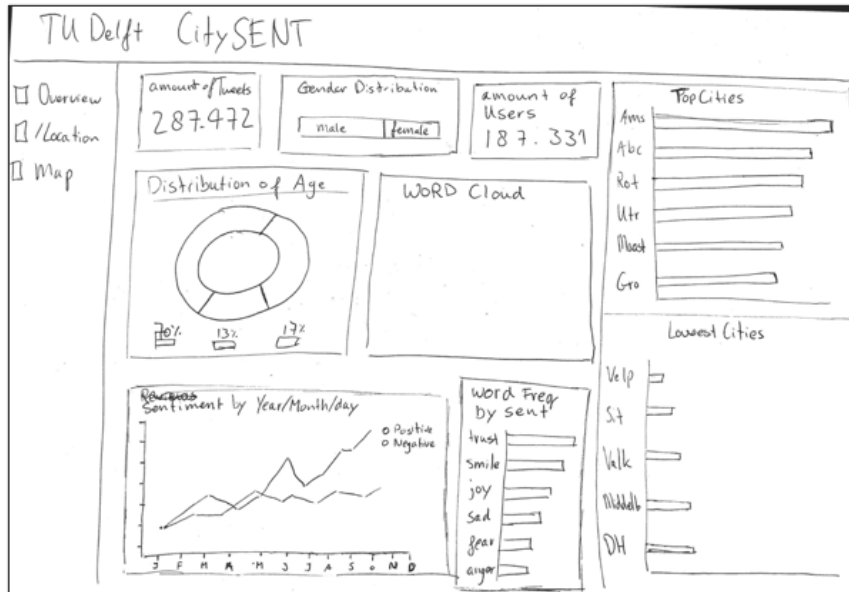 TU Delft CitySENT
Overview
/Location
Map
amount of Tweets
287.472
Gender Distribution
male female
amount of
Users
187.331
Distribution of Age
70% 13% 17%
WORD Cloud
Sentiment by Year/Month/day
Positive
Negative
J F M A M J J A S O N D
word Freq
by sent
trust
smile
joy
sad
fear
anger
Top Cities
Ams
Abc
Rot
Utr
Maast
Gro
Lowest Cities
Velp
Sit
Valk
Middelb
DH